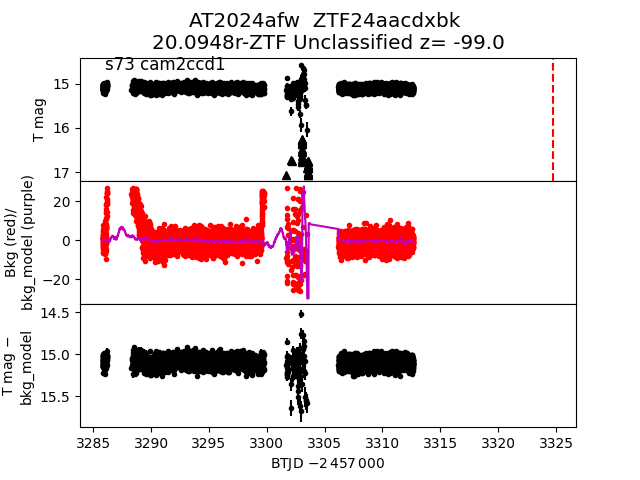 AT2024afw  ZTF24aacdxbk
20.0948r-ZTF Unclassified z= -99.0
s73 cam2ccd1
15
16
17
T mag
20
0
−20
Bkg (red)/
bkg_model (purple)
14.5
15.0
15.5
T mag −
bkg_model
3285
3290
3295
3300
3305
3310
3315
3320
3325
BTJD −2 457 000